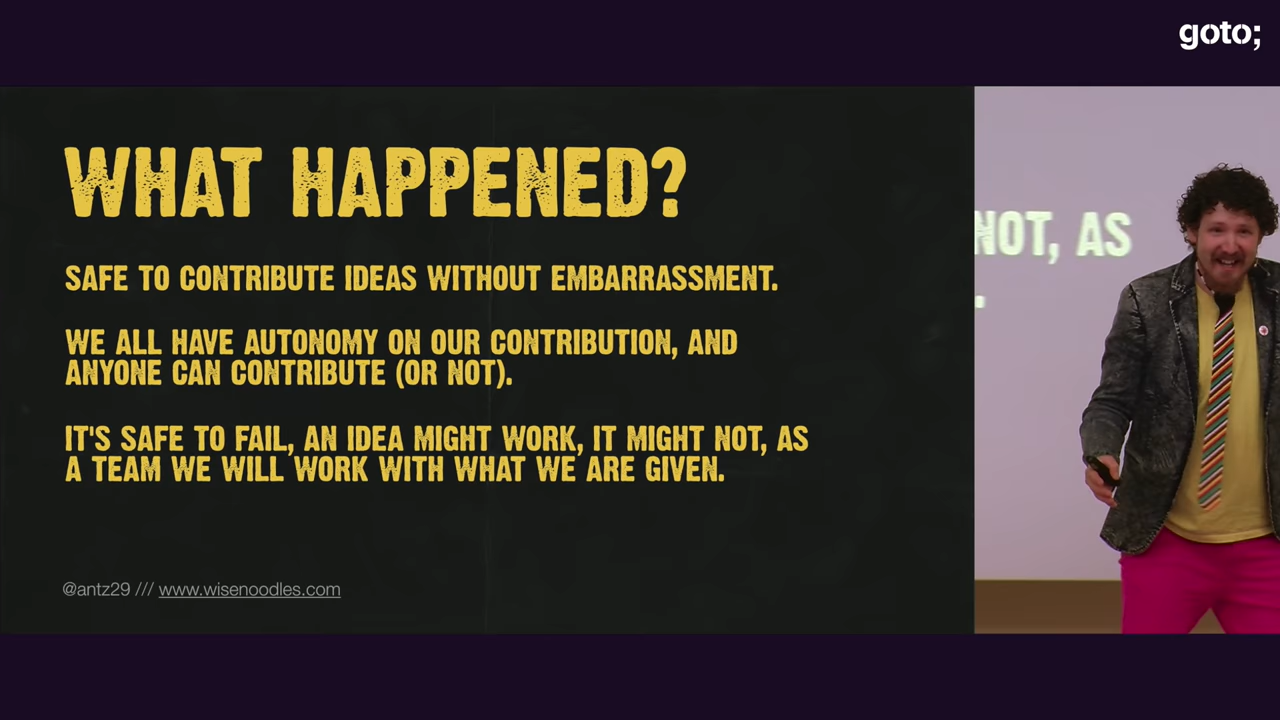 goto;
WHAT HAPPENED?
SAFE TO CONTRIBUTE IDEAS WITHOUT EMBARRASSMENT.
WE ALL HAVE AUTONOMY ON OUR CONTRIBUTION, AND
ANYONE CAN CONTRIBUTE (OR NOT).
IT'S SAFE TO FAIL, AN IDEA MIGHT WORK, IT MIGHT NOT, AS
A TEAM WE WILL WORK WITH WHAT WE ARE GIVEN.
@antz29 /// www.wisenoodles.com
NOT, AS